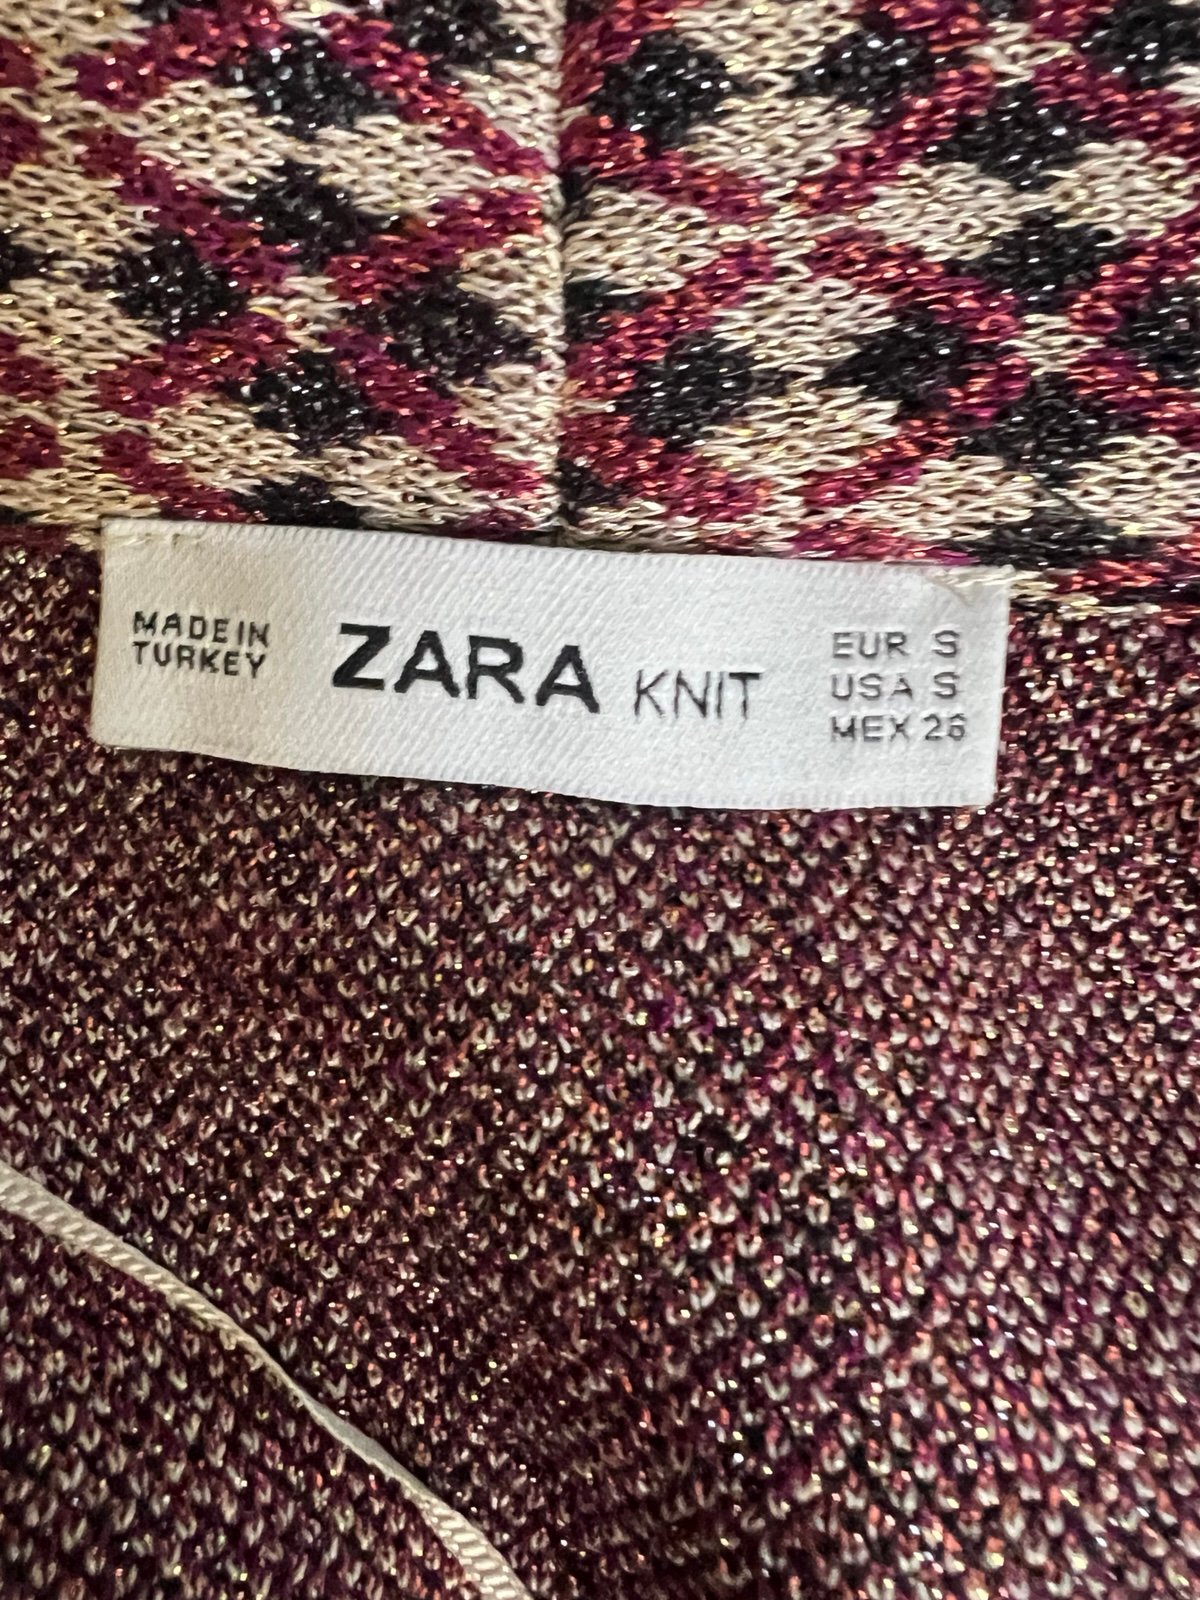 MADE IN
TURKEY
ZARA KNIT
EUR S
USA S
MEX 26